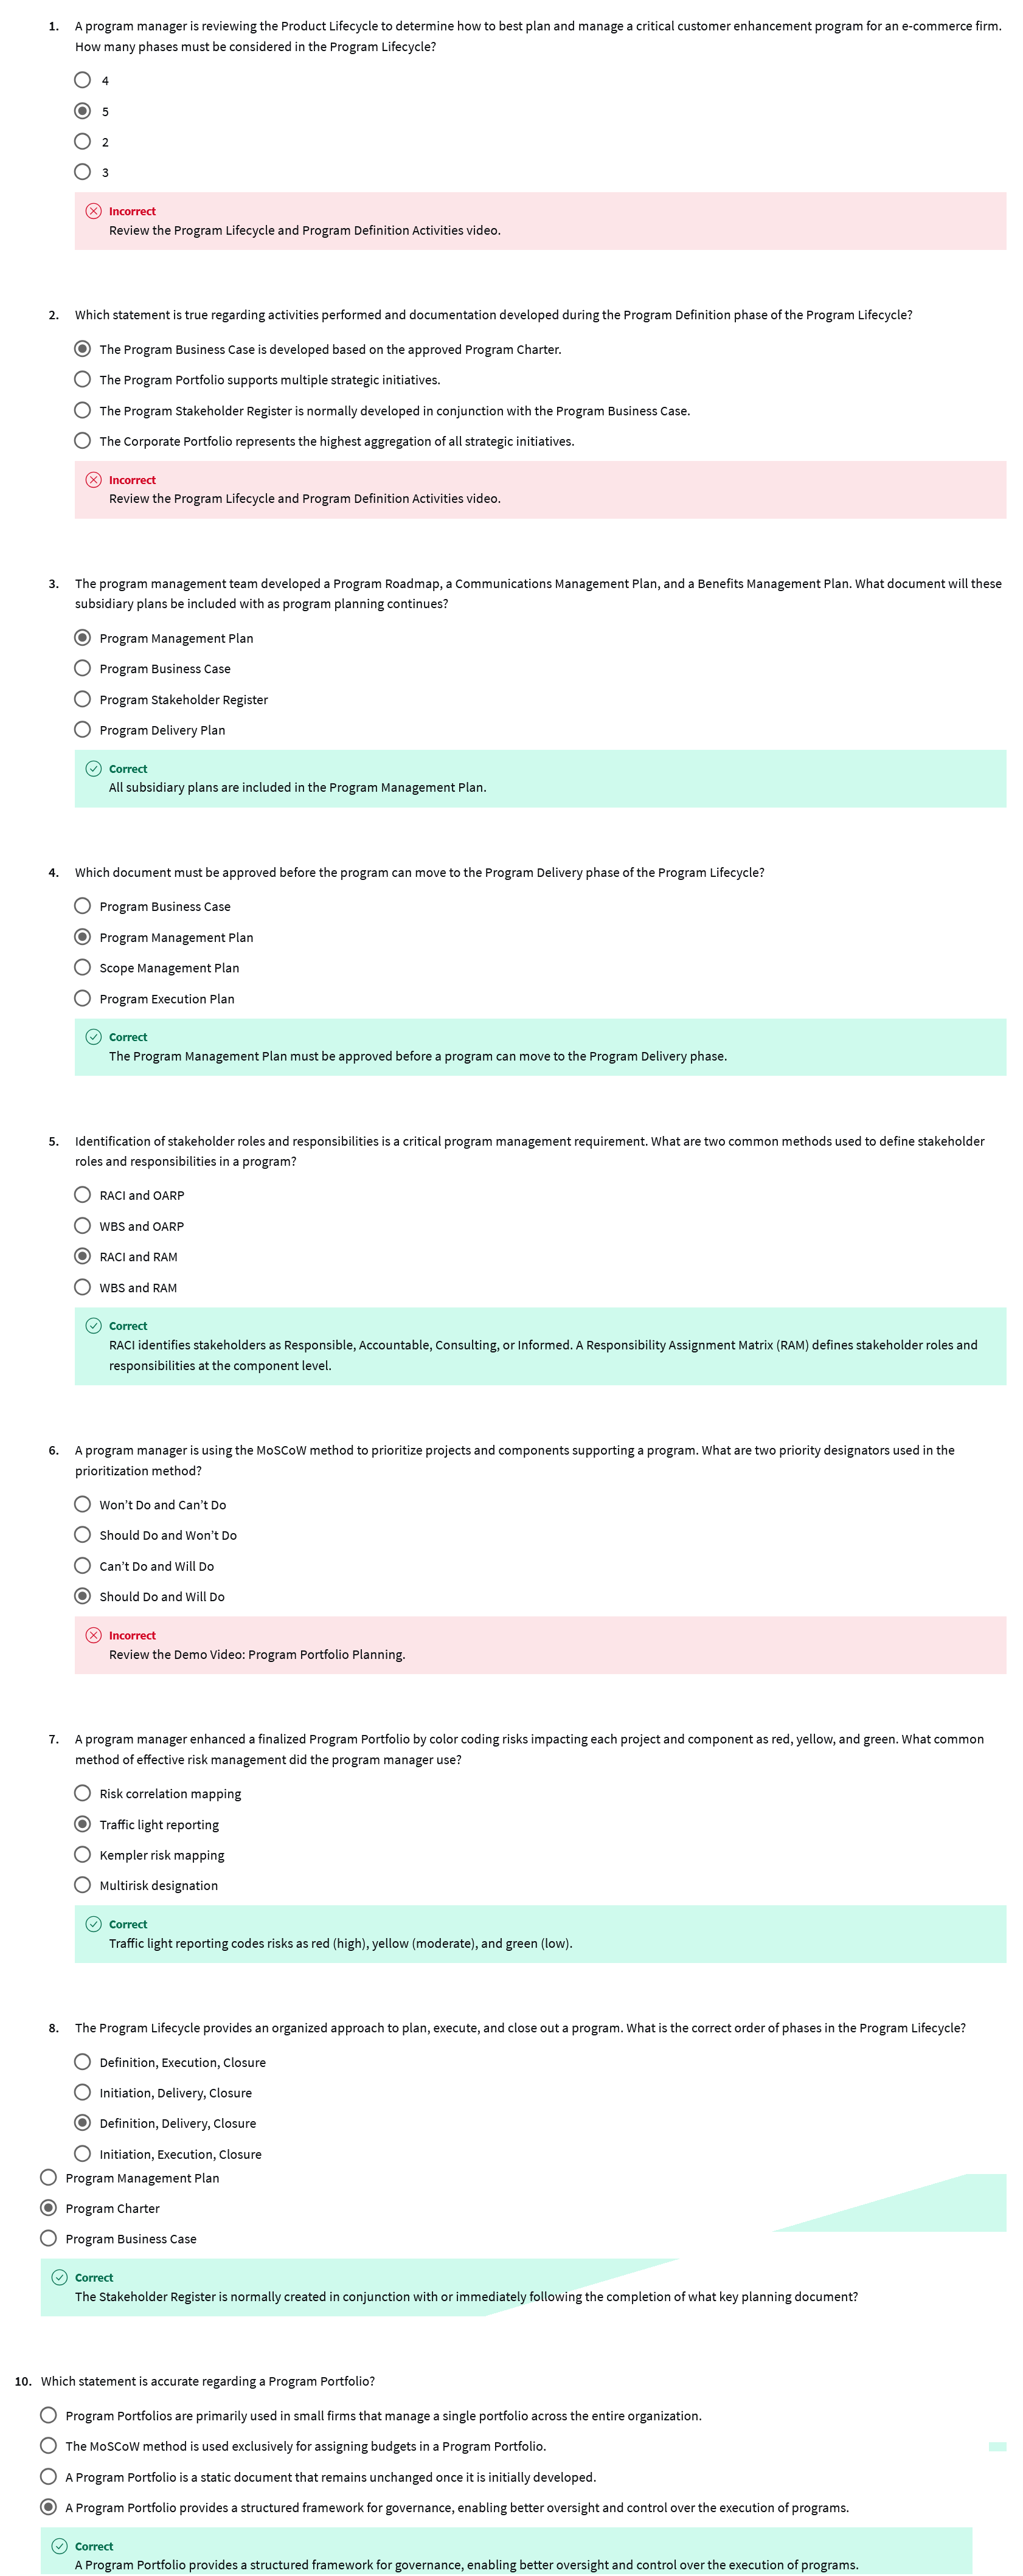 1. A program manager is reviewing the Product Lifecycle to determine how to best plan and manage a critical customer enhancement program for an e-commerce firm.
How many phases must be considered in the Program Lifecycle?
4
5
2
3
Incorrect
Review the Program Lifecycle and Program Definition Activities video.
2. Which statement is true regarding activities performed and documentation developed during the Program Definition phase of the Program Lifecycle?
The Program Business Case is developed based on the approved Program Charter.
The Program Portfolio supports multiple strategic initiatives.
The Program Stakeholder Register is normally developed in conjunction with the Program Business Case.
The Corporate Portfolio represents the highest aggregation of all strategic initiatives.
Incorrect
Review the Program Lifecycle and Program Definition Activities video.
3. The program management team developed a Program Roadmap, a Communications Management Plan, and a Benefits Management Plan. What document will these
subsidiary plans be included with as program planning continues?
Program Management Plan
Program Business Case
Program Stakeholder Register
Program Delivery Plan
Correct
All subsidiary plans are included in the Program Management Plan.
4. Which document must be approved before the program can move to the Program Delivery phase of the Program Lifecycle?
Program Business Case
Program Management Plan
Scope Management Plan
Program Execution Plan
Correct
The Program Management Plan must be approved before a program can move to the Program Delivery phase.
5. Identification of stakeholder roles and responsibilities is a critical program management requirement. What are two common methods used to define stakeholder
roles and responsibilities in a program?
RACI and OARP
WBS and OARP
RACI and RAM
WBS and RAM
Correct
RACI identifies stakeholders as Responsible, Accountable, Consulting, or Informed. A Responsibility Assignment Matrix (RAM) defines stakeholder roles and
responsibilities at the component level.
6. A program manager is using the MoSCoW method to prioritize projects and components supporting a program. What are two priority designators used in the
prioritization method?
Won't Do and Can't Do
Should Do and Won't Do
Can't Do and Will Do
Should Do and Will Do
Incorrect
Review the Demo Video: Program Portfolio Planning.
7. A program manager enhanced a finalized Program Portfolio by color coding risks impacting each project and component as red, yellow, and green. What common
method of effective risk management did the program manager use?
Risk correlation mapping
Traffic light reporting
Kempler risk mapping
Multirisk designation
Correct
Traffic light reporting codes risks as red (high), yellow (moderate), and green (low).
8. The Program Lifecycle provides an organized approach to plan, execute, and close out a program. What is the correct order of phases in the Program Lifecycle?
Definition, Execution, Closure
Initiation, Delivery, Closure
Definition, Delivery, Closure
Initiation, Execution, Closure
Program Management Plan
Program Charter
Program Business Case
Correct
The Stakeholder Register is normally created in conjunction with or immediately following the completion of what key planning document?
10. Which statement is accurate regarding a Program Portfolio?
Program Portfolios are primarily used in small firms that manage a single portfolio across the entire organization.
The MoSCoW method is used exclusively for assigning budgets in a Program Portfolio.
A Program Portfolio is a static document that remains unchanged once it is initially developed.
A Program Portfolio provides a structured framework for governance, enabling better oversight and control over the execution of programs.
Correct
A Program Portfolio provides a structured framework for governance, enabling better oversight and control over the execution of programs.